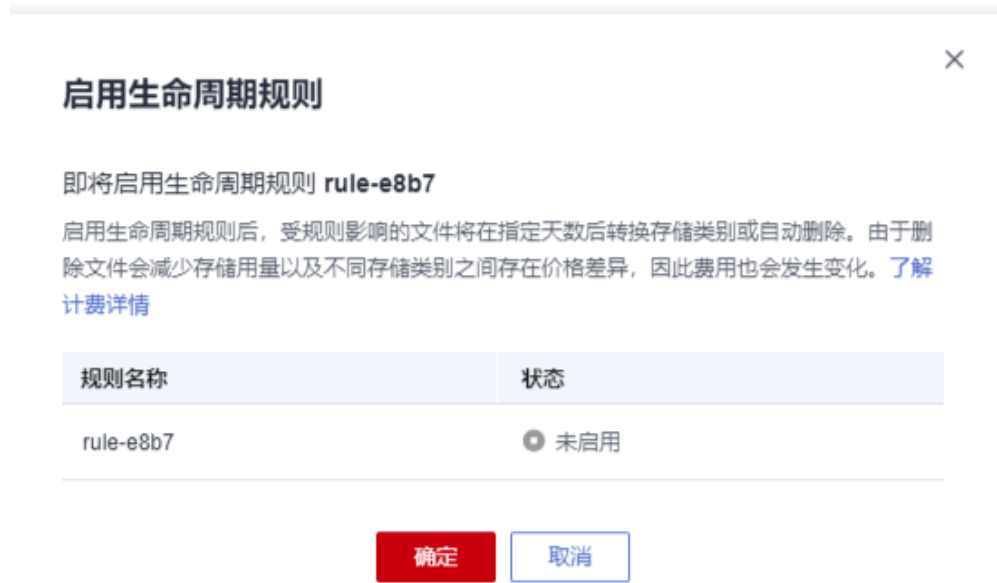 启用生命周期规则
即将启用生命周期规则 rule-e8b7
启用生命周期规则后，受规则影响的文件将在指定天数后转换存储类别或自动删除。由于删
除文件会减少存储用量以及不同存储类别之间存在价格差异，因此费用也会发生变化。了解
计费详情
规则名称 状态
rule-e8b7 未启用
确定 取消